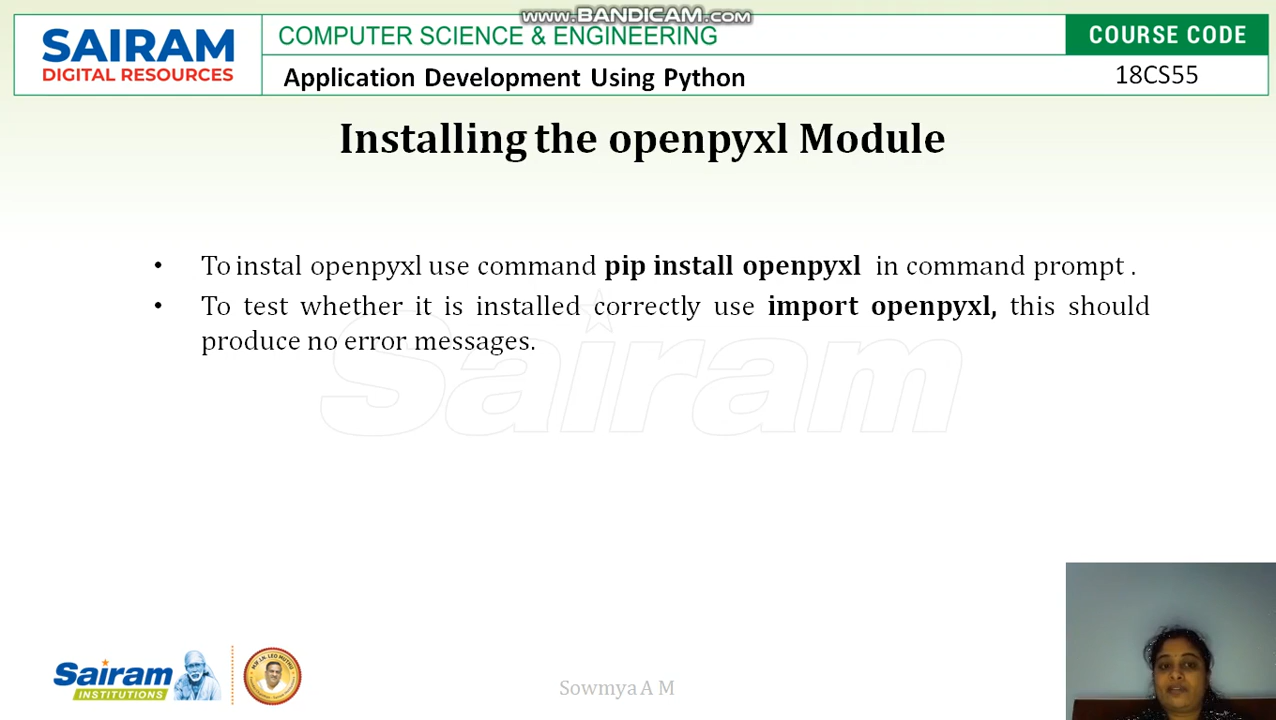 www.BANDICAM.com
SAIRAM
DIGITAL RESOURCES
COMPUTER SCIENCE & ENGINEERING
COURSE CODE
Application Development Using Python
18CS55
Installing the openpyxl Module
• To instal openpyxl use command pip install openpyxl in command prompt .
• To test whether it is installed correctly use import openpyxl, this should
produce no error messages.
Sairam
Sairam
INSTITUTIONS
Sowmya A M